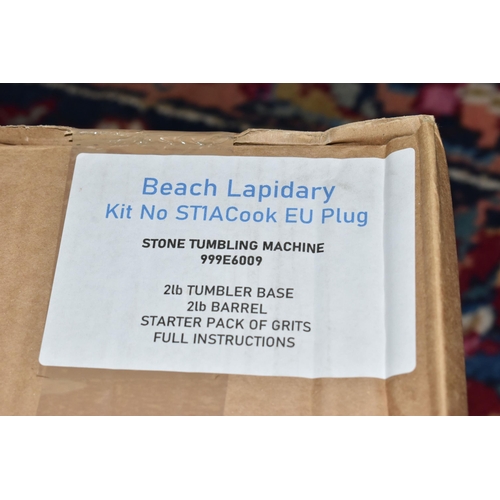 Beach Lapidary
Kit No ST1ACook EU Plug
STONE TUMBLING MACHINE
999E6009
2lb TUMBLER BASE
2lb BARREL
STARTER PACK OF GRITS
FULL INSTRUCTIONS